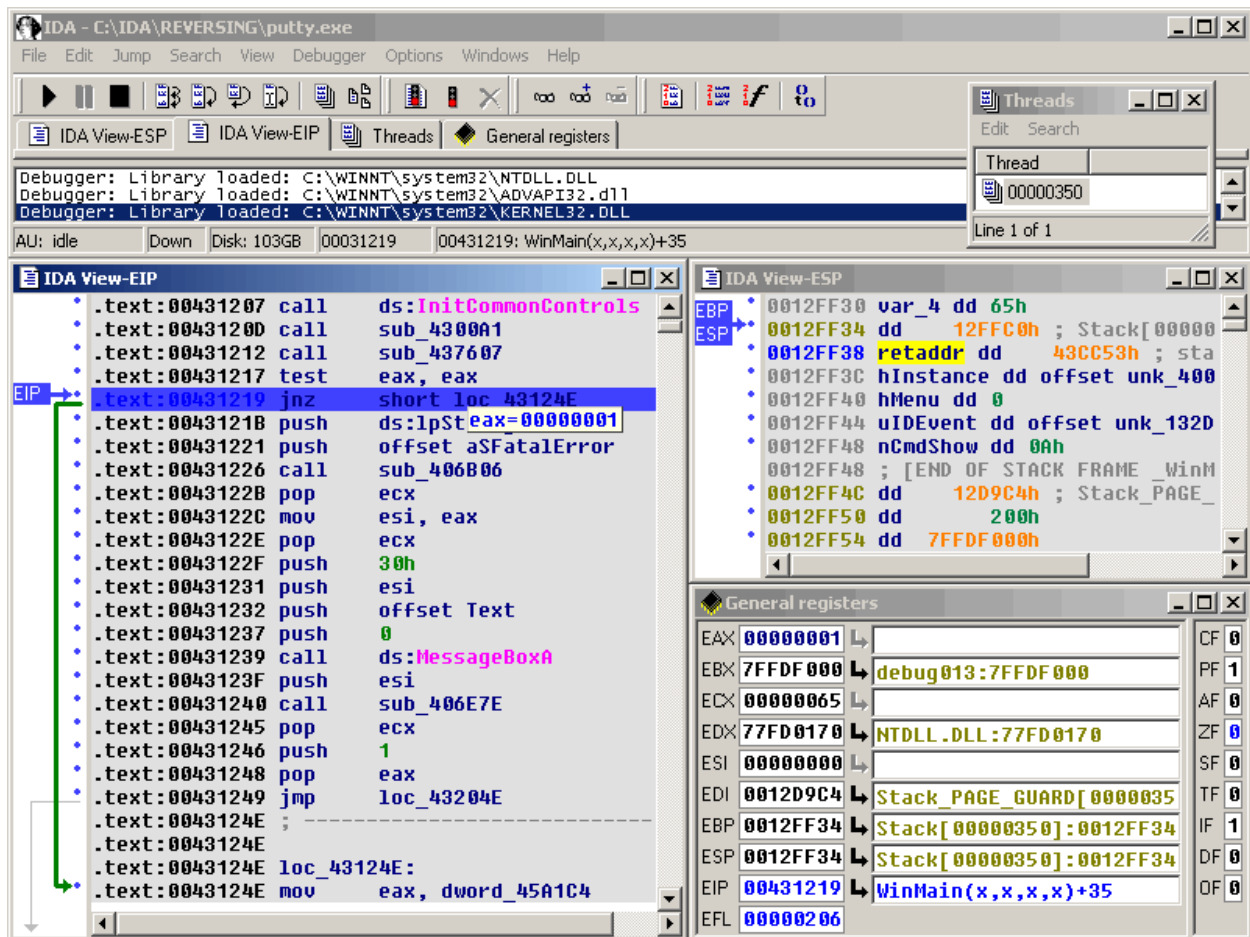 IDA - C:\IDA\REVERSING\putty.exe
File Edit Jump Search View Debugger Options Windows Help
IDA View-ESP IDA View-EIP Threads General registers
Threads
Edit Search
Thread
00000350
Line 1 of 1
Debugger: Library loaded: C:\WINNT\system32\NTDLL.DLL
Debugger: Library loaded: C:\WINNT\system32\ADVAPI32.dll
Debugger: Library loaded: C:\WINNT\system32\KERNEL32.DLL
AU: idle Down Disk: 103GB 00031219 00431219: WinMain(x,x,x,x)+35
IDA View-EIP
.text:00431207 call ds:InitCommonControls
.text:0043120D call sub_4300A1
.text:00431212 call sub_437607
.text:00431217 test eax, eax
EIP
.text:00431219 jnz short loc_43124E
.text:0043121B push ds:lpSt
eax=00000001
.text:00431221 push offset aSFatalError
.text:00431226 call sub_406B06
.text:0043122B pop ecx
.text:0043122C mov esi, eax
.text:0043122E pop ecx
.text:0043122F push 30h
.text:00431231 push esi
.text:00431232 push offset Text
.text:00431237 push 0
.text:00431239 call ds:MessageBoxA
.text:0043123F push esi
.text:00431240 call sub_406E7E
.text:00431245 pop ecx
.text:00431246 push 1
.text:00431248 pop eax
.text:00431249 jmp loc_43204E
.text:0043124E ; -----------------------------
.text:0043124E
.text:0043124E loc_43124E:
.text:0043124E mov eax, dword_45A1C4
IDA View-ESP
EBP
ESP
0012FF30 var_4 dd 65h
0012FF34 dd 12FFC0h ; Stack[00000
0012FF38 retaddr dd 43CC53h ; sta
0012FF3C hInstance dd offset unk_400
0012FF40 hMenu dd 0
0012FF44 uIDEvent dd offset unk_132D
0012FF48 nCmdShow dd 0Ah
0012FF48 ; [END OF STACK FRAME _WinM
0012FF4C dd 12D9C4h ; Stack_PAGE_
0012FF50 dd 200h
0012FF54 dd 7FFDF000h
General registers
EAX 00000001 CF 0
EBX 7FFDF000 debug013:7FFDF000 PF 1
ECX 00000065 AF 0
EDX 77FD0170 NTDLL.DLL:77FD0170 ZF 0
ESI 00000000 SF 0
EDI 0012D9C4 Stack_PAGE_GUARD[0000035 TF 0
EBP 0012FF34 Stack[00000350]:0012FF34 IF 1
ESP 0012FF34 Stack[00000350]:0012FF34 DF 0
EIP 00431219 WinMain(x,x,x,x)+35 OF 0
EFL 00000206